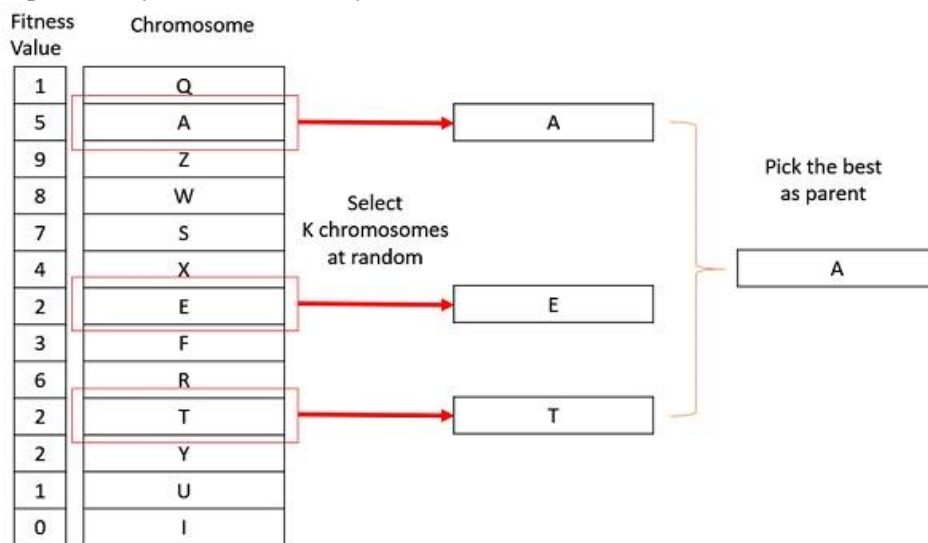 Fitness
Value
Chromosome
1 Q
5 A
9 Z
8 W
7 S
4 X
2 E
3 F
6 R
2 T
2 Y
1 U
0 I
Select
K chromosomes
at random
A
E
T
Pick the best
as parent
A